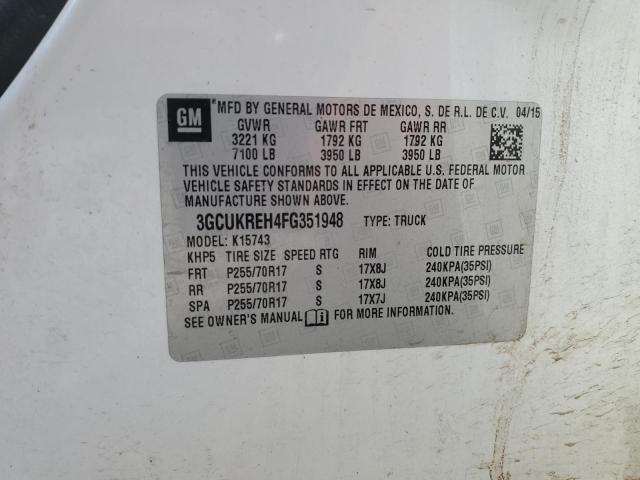 GM MFD BY GENERAL MOTORS DE MEXICO, S. DE R.L. DE C.V. 04/15
GVWR GAWR FRT GAWR RR
3221 KG 1792 KG 1792 KG
7100 LB 3950 LB 3950 LB
THIS VEHICLE CONFORMS TO ALL APPLICABLE U.S. FEDERAL MOTOR
VEHICLE SAFETY STANDARDS IN EFFECT ON THE DATE OF
MANUFACTURE SHOWN ABOVE.
3GCUKREH4FG351948 TYPE: TRUCK
MODEL: K15743
KHP5 TIRE SIZE SPEED RTG RIM COLD TIRE PRESSURE
FRT P255/70R17 S 17X8J 240KPA(35PSI)
RR P255/70R17 S 17X8J 240KPA(35PSI)
SPA P255/70R17 S 17X7J 240KPA(35PSI)
SEE OWNER'S MANUAL FOR MORE INFORMATION.